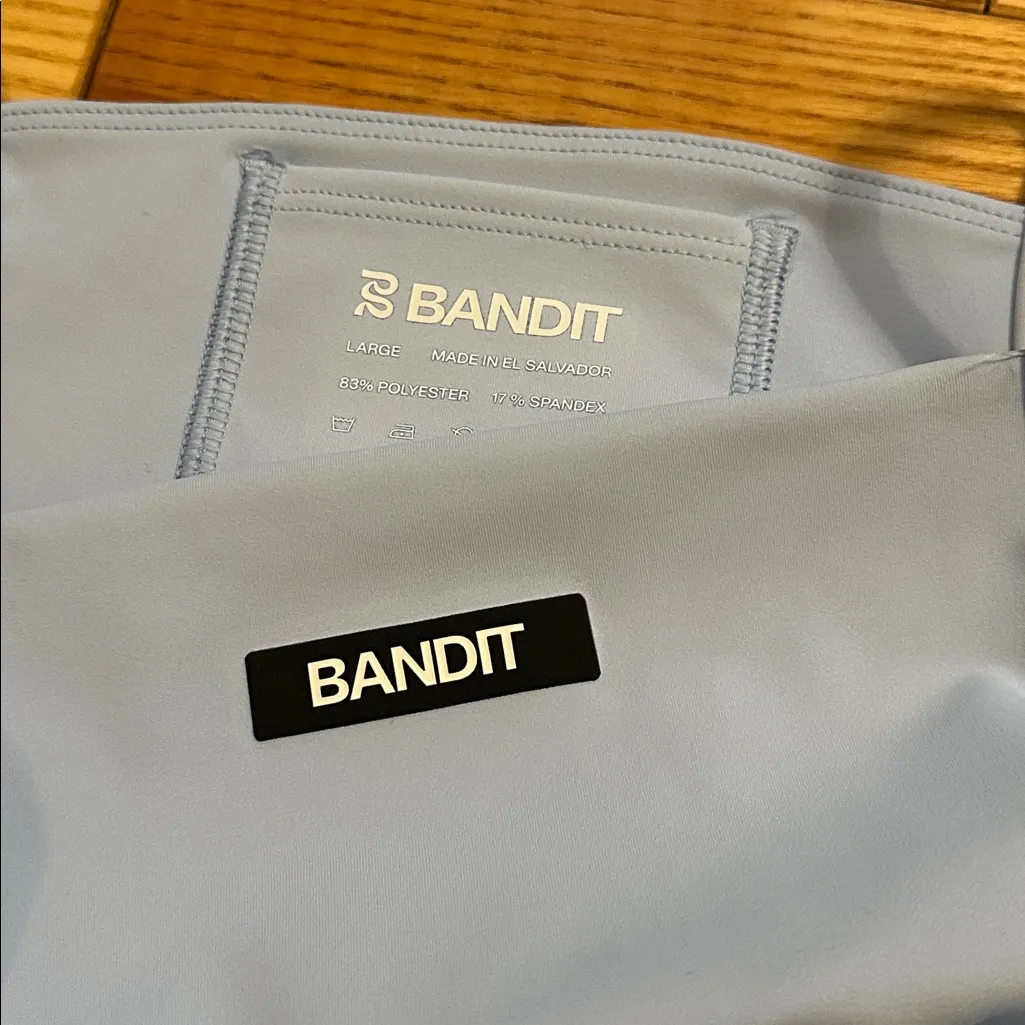 BANDIT
LARGE MADE IN EL SALVADOR
83% POLYESTER 17% SPANDEX
BANDIT